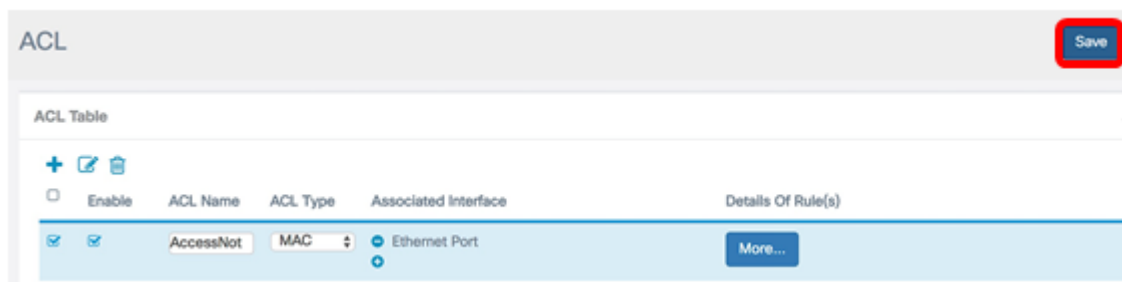 ACL
Save
ACL Table
Enable ACL Name ACL Type Associated Interface Details Of Rule(s)
AccessNot MAC Ethernet Port More...